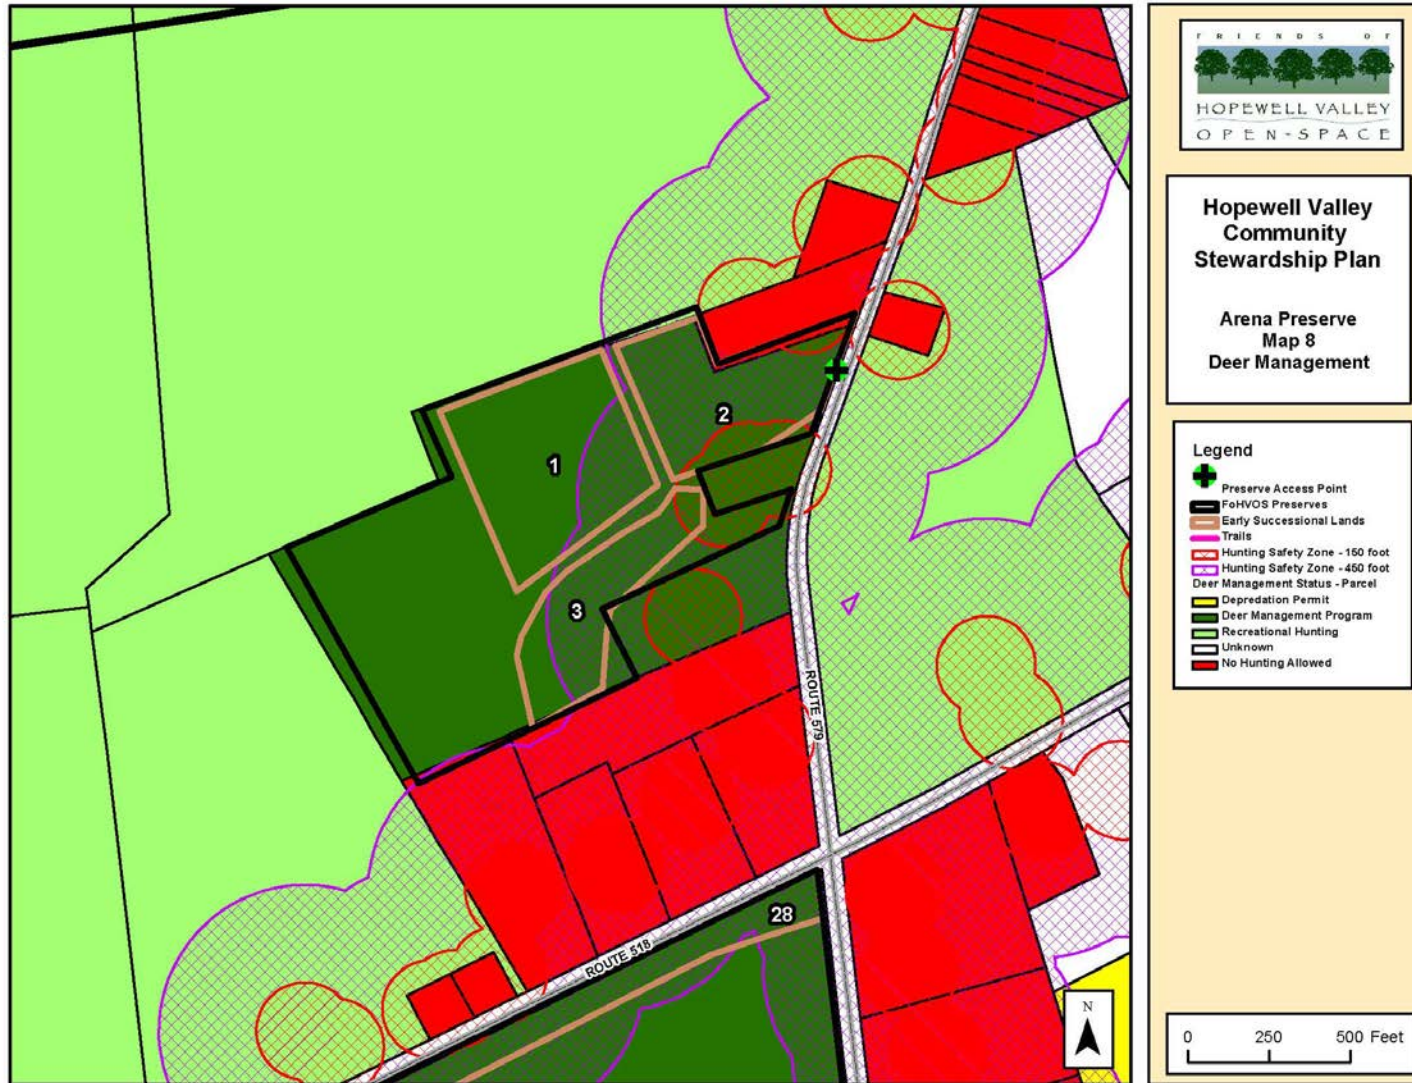 FRIENDS OF
HOPEWELL VALLEY
OPEN-SPACE
Hopewell Valley
Community
Stewardship Plan
Arena Preserve
Map 8
Deer Management
Legend
Preserve Access Point
FoHVOS Preserves
Early Successional Lands
Trails
Hunting Safety Zone - 150 foot
Hunting Safety Zone - 450 foot
Deer Management Status - Parcel
Depredation Permit
Deer Management Program
Recreational Hunting
Unknown
No Hunting Allowed
1
2
3
ROUTE 579
28
ROUTE 518
N
0 250 500 Feet